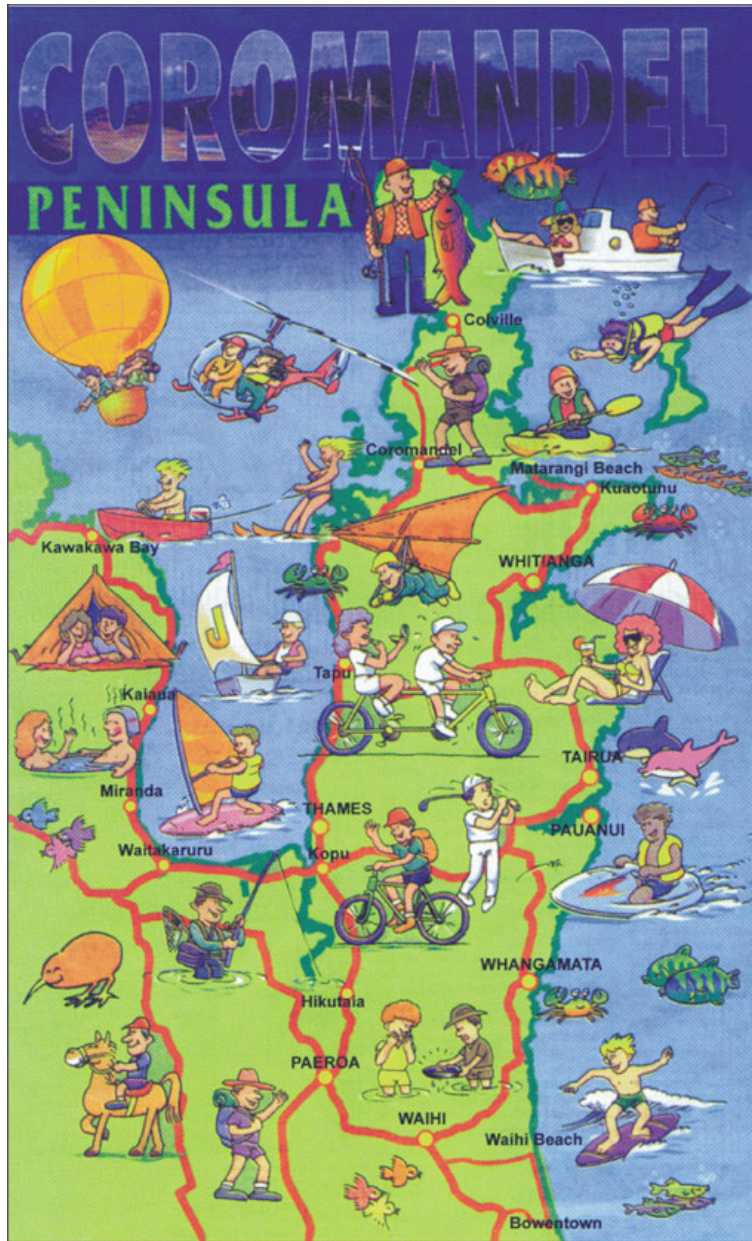 COROMANDEL
PENINSULA
Colville
Coromandel
Matarangi Beach
Kuaotunu
Kawakawa Bay
WHITIANGA
J
Tapu
Kaiaua
TAIRUA
Miranda
THAMES
PAUANUI
Waitakaruru
Kopu
WHANGAMATA
Hikutaia
PAEROA
WAIHI
Waihi Beach
Bowentown